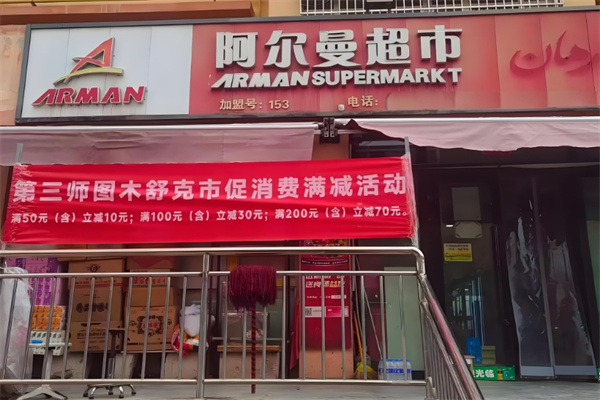 ARMAN
阿尔曼超市
ARMAN SUPERMARKT
加盟号：153 电话：
第三师图木舒克市促消费满减活动
满50元（含）立减10元；满100元（含）立减30元；满200元（含）立减70元。
光临